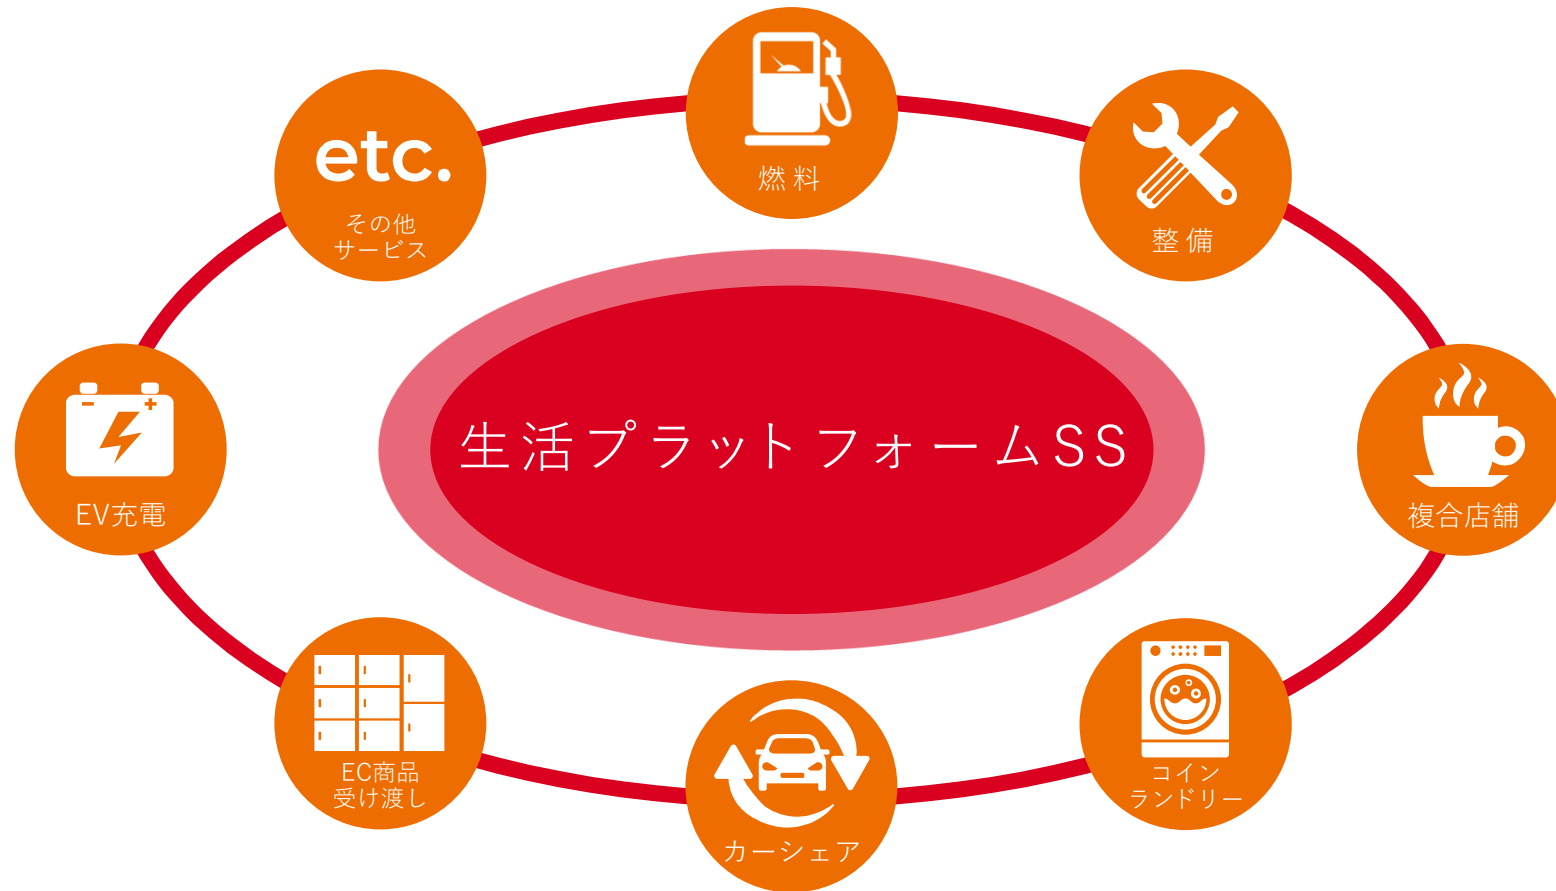 燃料
etc.
その他
サービス
整備
生活プラットフォームSS
EV充電
複合店舗
EC商品
受け渡し
コイン
ランドリー
カーシェア